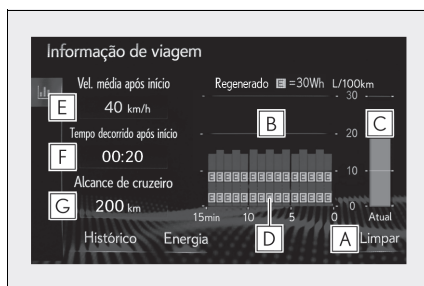 Informação de viagem
Vel. média após início
E
40 km/h
Tempo decorrido após início
F
00:20
Alcance de cruzeiro
G
200 km
Regenerado E =30Wh L/100km
30
B
C
20
10
0
E E E E E E E E E E E E E E E
E E E E E E E E E E E E E E E
15min 10 5 0 Atual
D
A
Histórico Energia Limpar